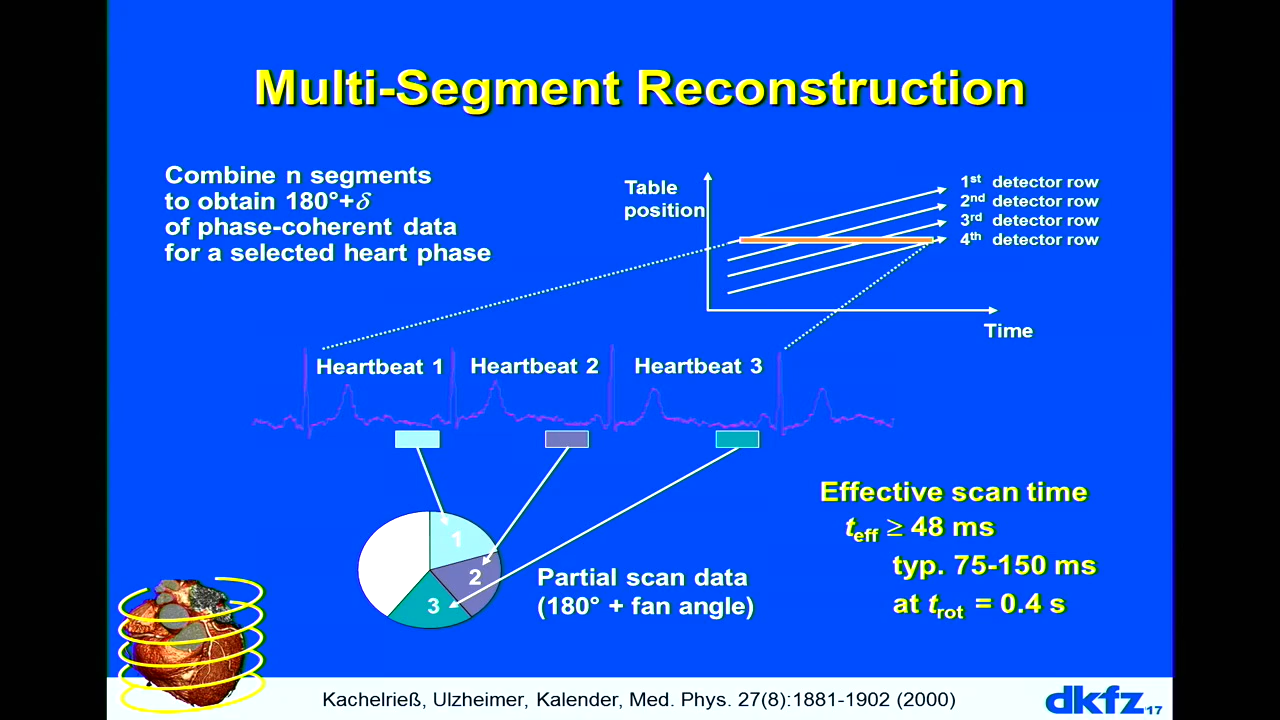 Multi-Segment Reconstruction
Combine n segments
to obtain 180°+δ
of phase-coherent data
for a selected heart phase
Table
position
1st detector row
2nd detector row
3rd detector row
4th detector row
Time
Heartbeat 1
Heartbeat 2
Heartbeat 3
1
2
3
Partial scan data
(180° + fan angle)
Effective scan time
teff ≥ 48 ms
typ. 75-150 ms
at trot = 0.4 s
Kachelrieß, Ulzheimer, Kalender, Med. Phys. 27(8):1881-1902 (2000)
dkfz.
17